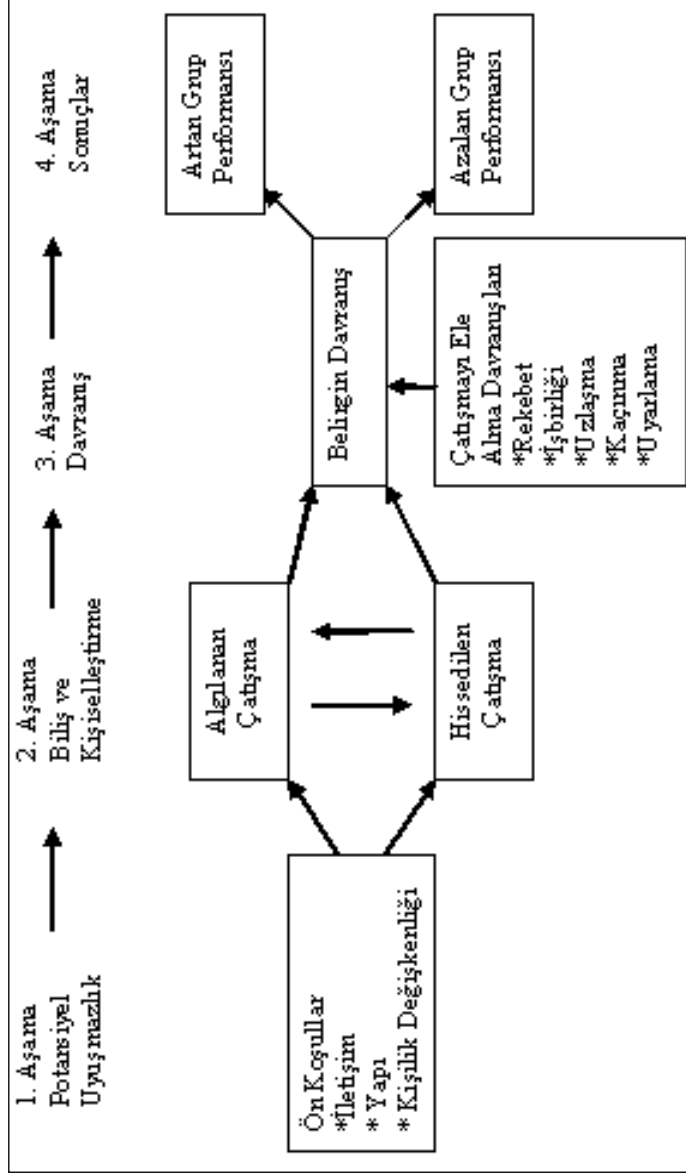 1. Aşama
Potansiyel
Uyuşmazlık
2. Aşama
Biliş ve
Kişiselleştirme
3. Aşama
Davranış
4. Aşama
Sonuçlar
Ön Koşullar
*İletişim
* Yapı
* Kişilik Değişkenliği
Algılanan
Çatışma
Hissedilen
Çatışma
Belirgin Davranış
Çatışmayı Ele
Alma Davranışları
*Rekebet
*İşbirliği
*Uzlaşma
*Kaçınma
*Uyarlama
Artan Grup
Performansı
Azalan Grup
Performansı